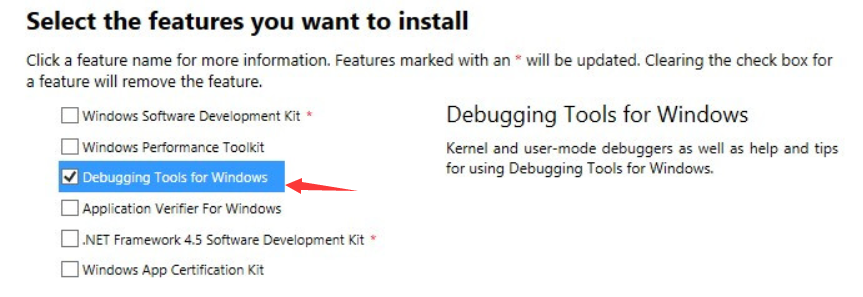 Select the features you want to install
Click a feature name for more information. Features marked with an * will be updated. Clearing the check box for
a feature will remove the feature.
Windows Software Development Kit *
Windows Performance Toolkit
Debugging Tools for Windows
Application Verifier For Windows
.NET Framework 4.5 Software Development Kit *
Windows App Certification Kit
Debugging Tools for Windows
Kernel and user-mode debuggers as well as help and tips
for using Debugging Tools for Windows.